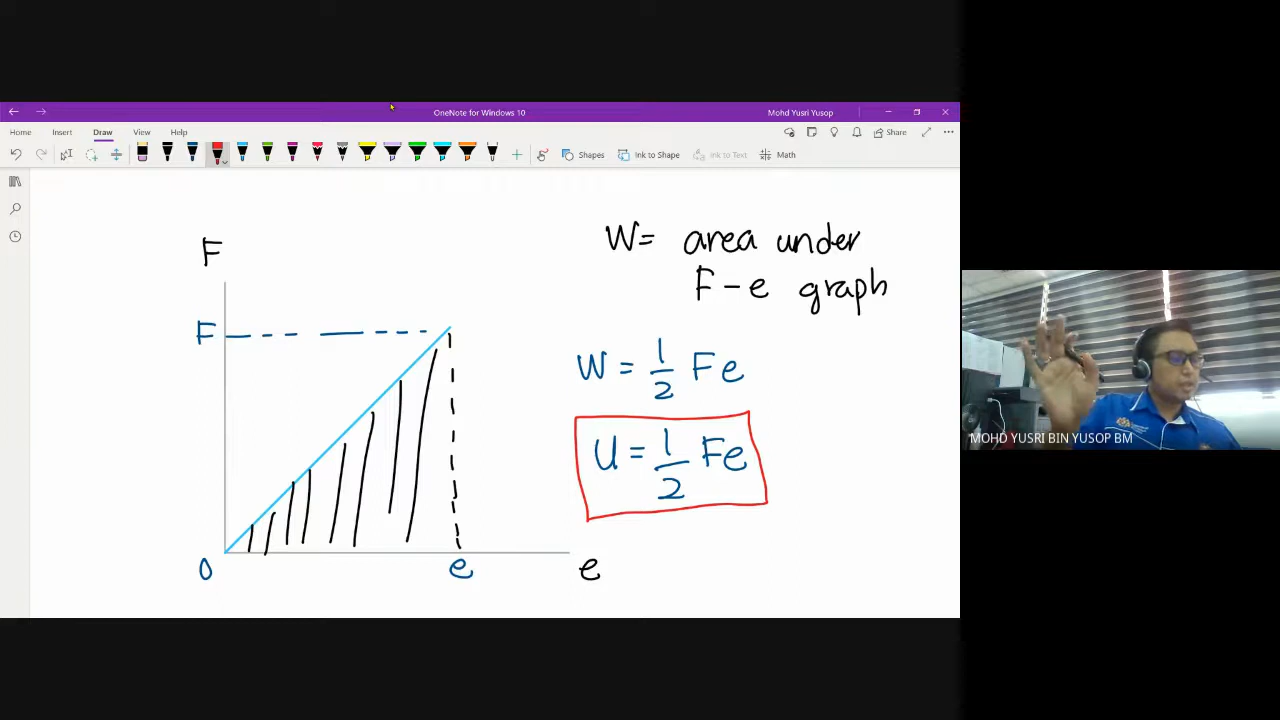 OneNote for Windows 10
Mohd Yusri Yusop
Home Insert Draw View Help
Share
Shapes Ink to Shape Ink to Text Math
F
W= area under
F-e graph
F
W = 1/2 Fe
U = 1/2 Fe
0 e e
MOHD YUSRI BIN YUSOP BM